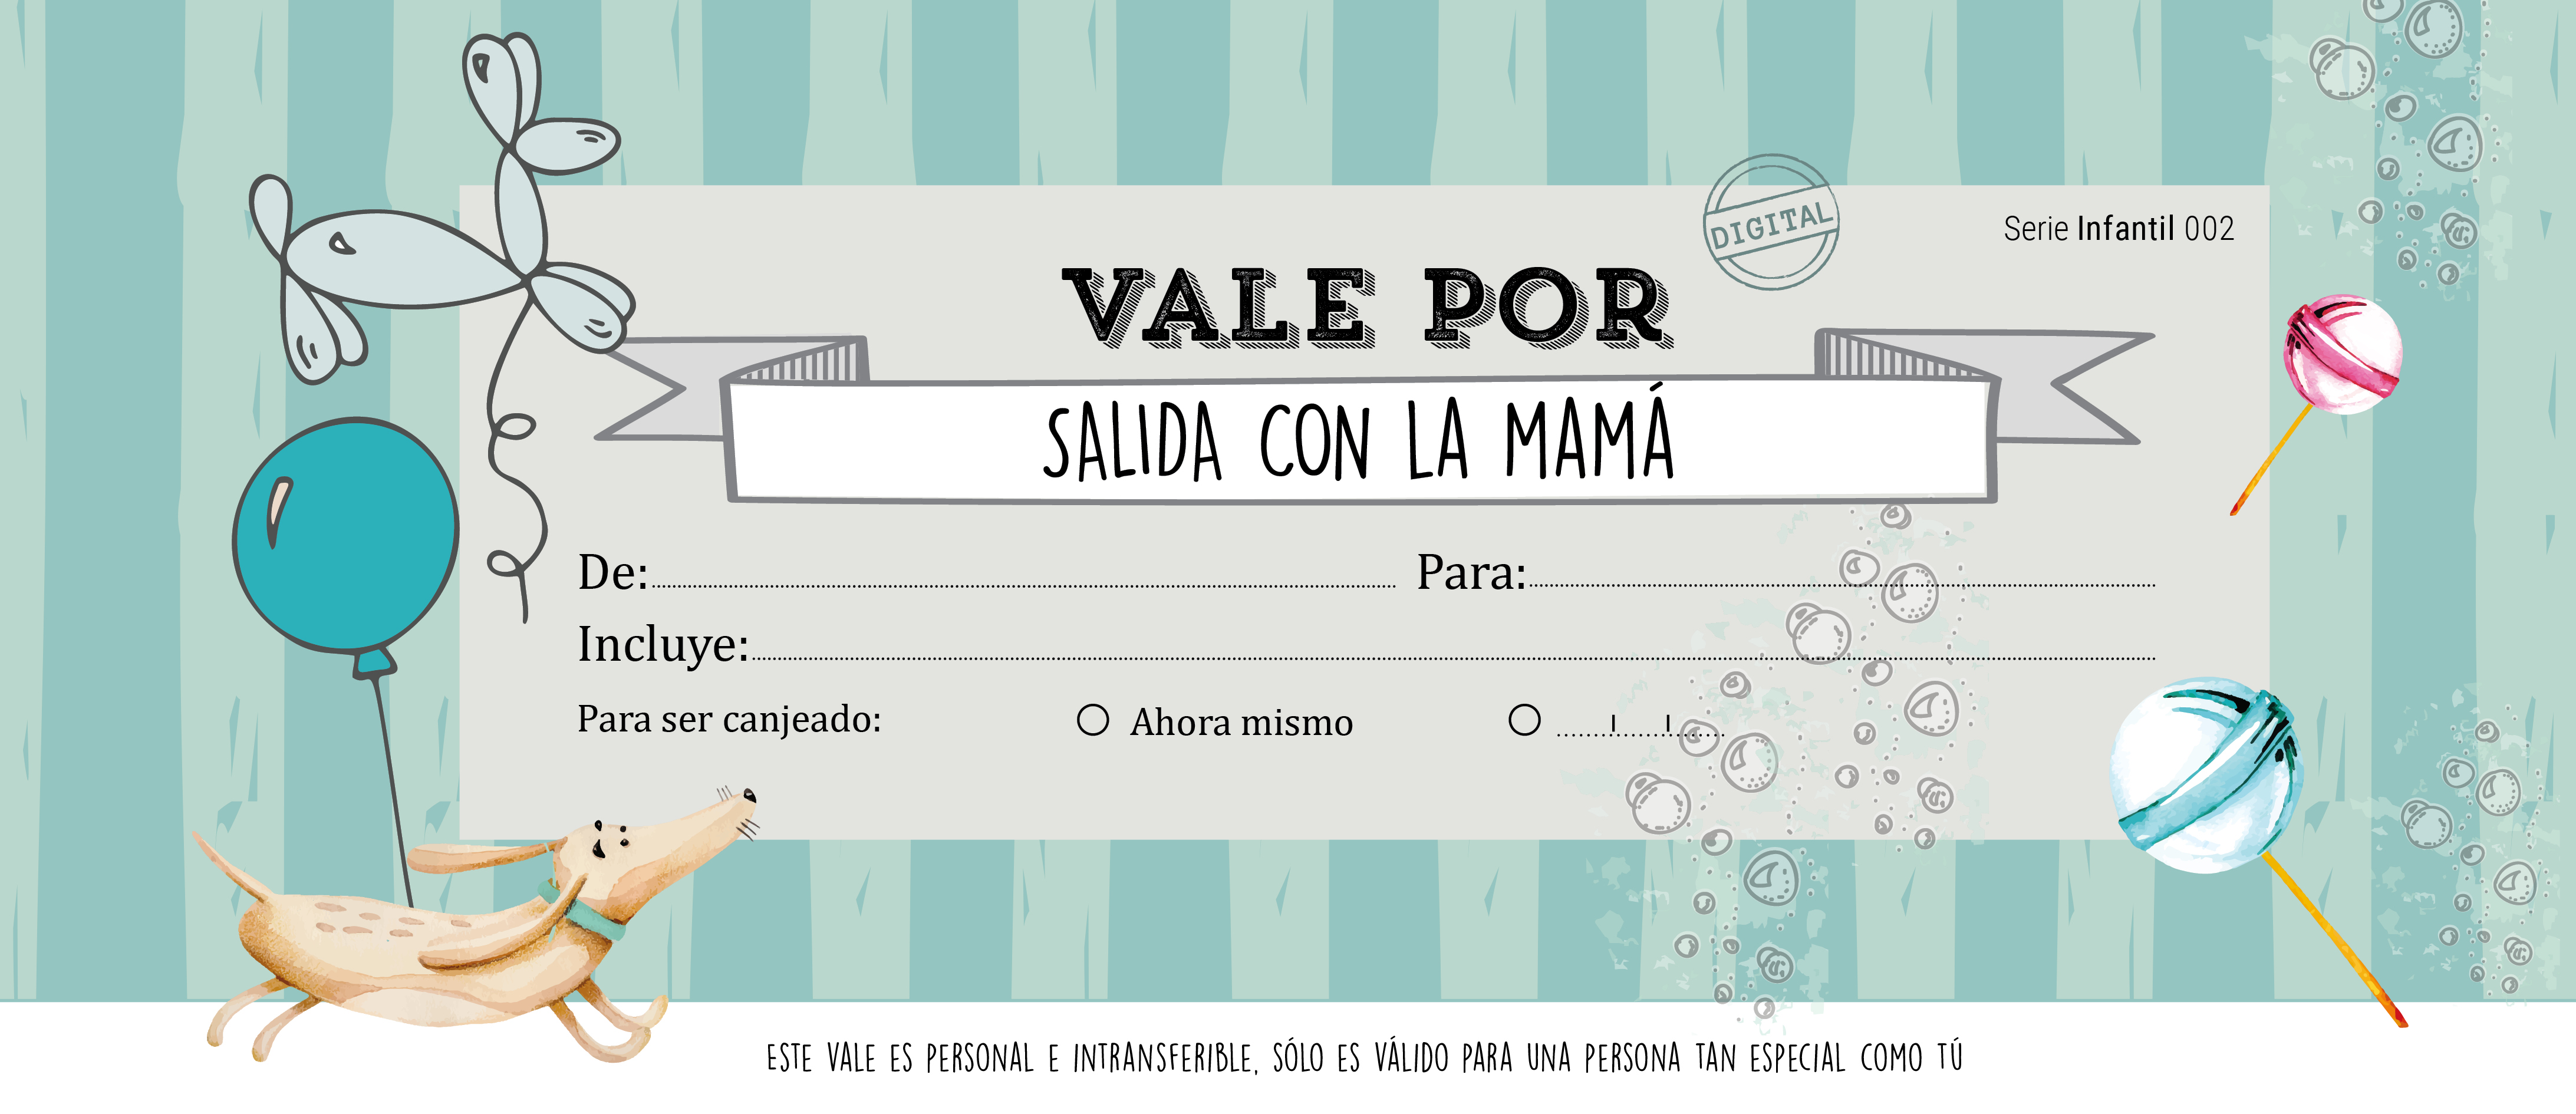 DIGITAL
Serie Infantil 002
VALE POR
SALIDA CON LA MAMÁ
De: Para:
Incluye:
Para ser canjeado: Ahora mismo
ESTE VALE ES PERSONAL E INTRANSFERIBLE, SÓLO ES VÁLIDO PARA UNA PERSONA TAN ESPECIAL COMO TÚ